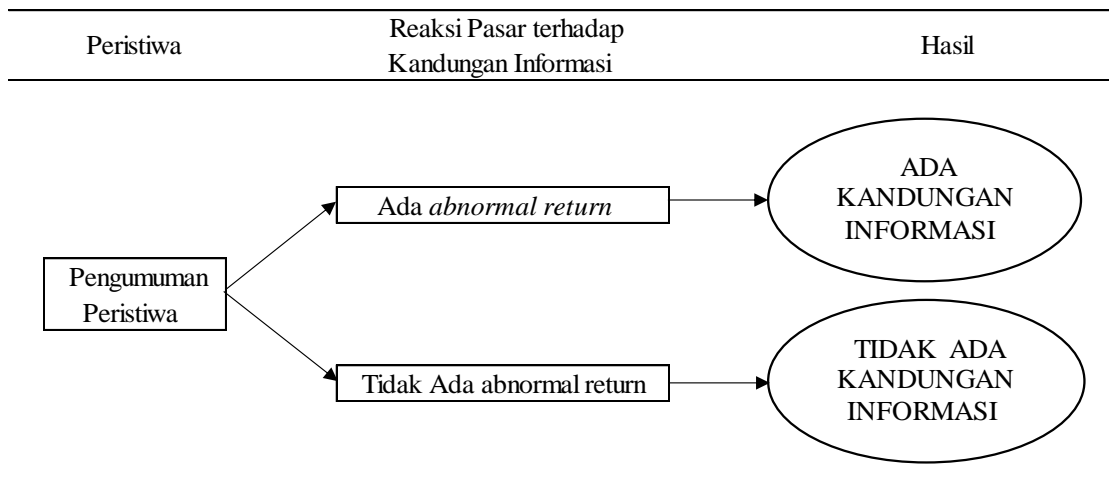 Peristiwa
Reaksi Pasar terhadap
Kandungan Informasi
Hasil
Ada abnormal return
ADA
KANDUNGAN
INFORMASI
Pengumuman
Peristiwa
Tidak Ada abnormal return
TIDAK ADA
KANDUNGAN
INFORMASI